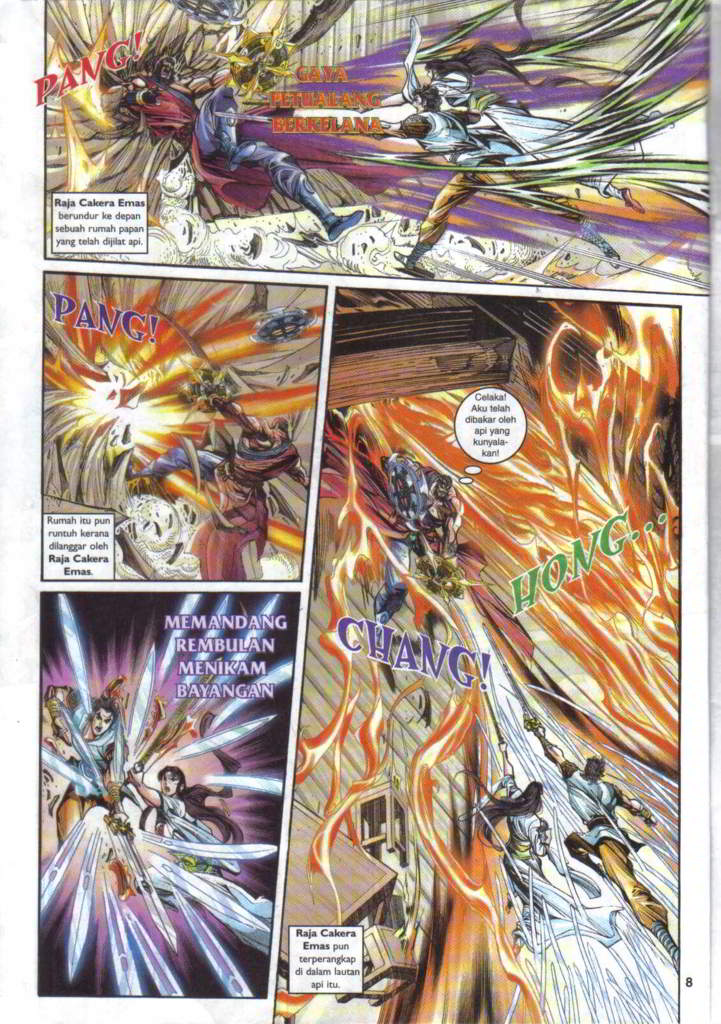 PANG!
GAYA
PETUALANG
BERKELANA
Raja Cakera Emas
berundur ke depan
sebuah rumah papan
yang telah dijilat api.
PANG!
Rumah itu pun
runtuh kerana
dilanggar oleh
Raja Cakera
Emas.
Celaka!
Aku telah
dibakar oleh
api yang
kunyala-
kan!
HONG...
CHANG!
MEMANDANG
REMBULAN
MENIKAM
BAYANGAN
Raja Cakera
Emas pun
terperangkap
di dalam lautan
api itu.
8